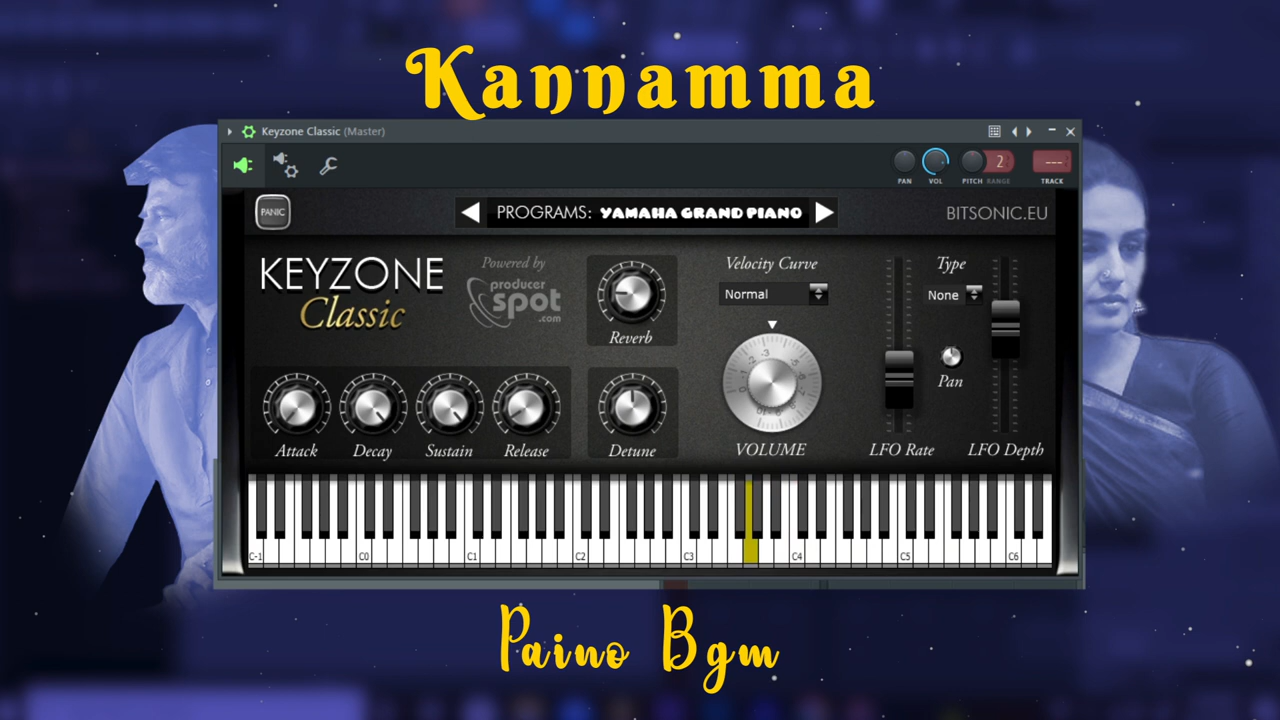 Kannamma
Keyzone Classic (Master)
2
---
PAN VOL PITCH RANGE TRACK
PANIC
PROGRAMS: YAMAHA GRAND PIANO
BITSONIC.EU
KEYZONE
Classic
Powered by
producer
spot
.com
Reverb
Velocity Curve
Normal
Type
None
Pan
Attack Decay Sustain Release Detune VOLUME LFO Rate LFO Depth
C-1 C0 C1 C2 C3 C4 C5 C6
Paino Bgm